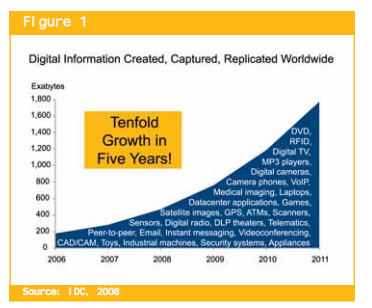 FIgure 1
Digital Information Created, Captured, Replicated Worldwide
Exabytes
1,800
1,600
1,400
1,200
1,000
800
600
400
200
0
Tenfold
Growth in
Five Years!
DVD,
RFID,
Digital TV,
MP3 players,
Digital cameras,
Camera phones, VoIP,
Medical imaging, Laptops,
Datacenter applications, Games,
Satellite images, GPS, ATMs, Scanners,
Sensors, Digital radio, DLP theaters, Telematics,
Peer-to-peer, Email, Instant messaging, Videoconferencing,
CAD/CAM, Toys, Industrial machines, Security systems, Appliances
2006 2007 2008 2009 2010 2011
Source: IDC, 2008